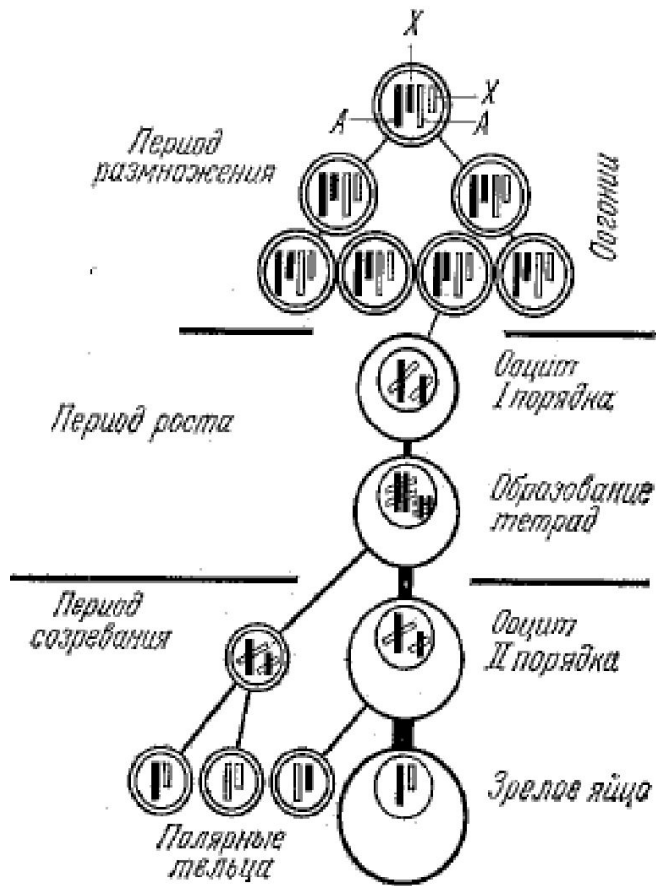 X
X
A
A
Период
размножения
Оогонии
Ооцит
I порядка
Период роста
Образование
тетрад
Период
созревания
Ооцит
II порядка
Зрелое яйцо
Полярные
тельца